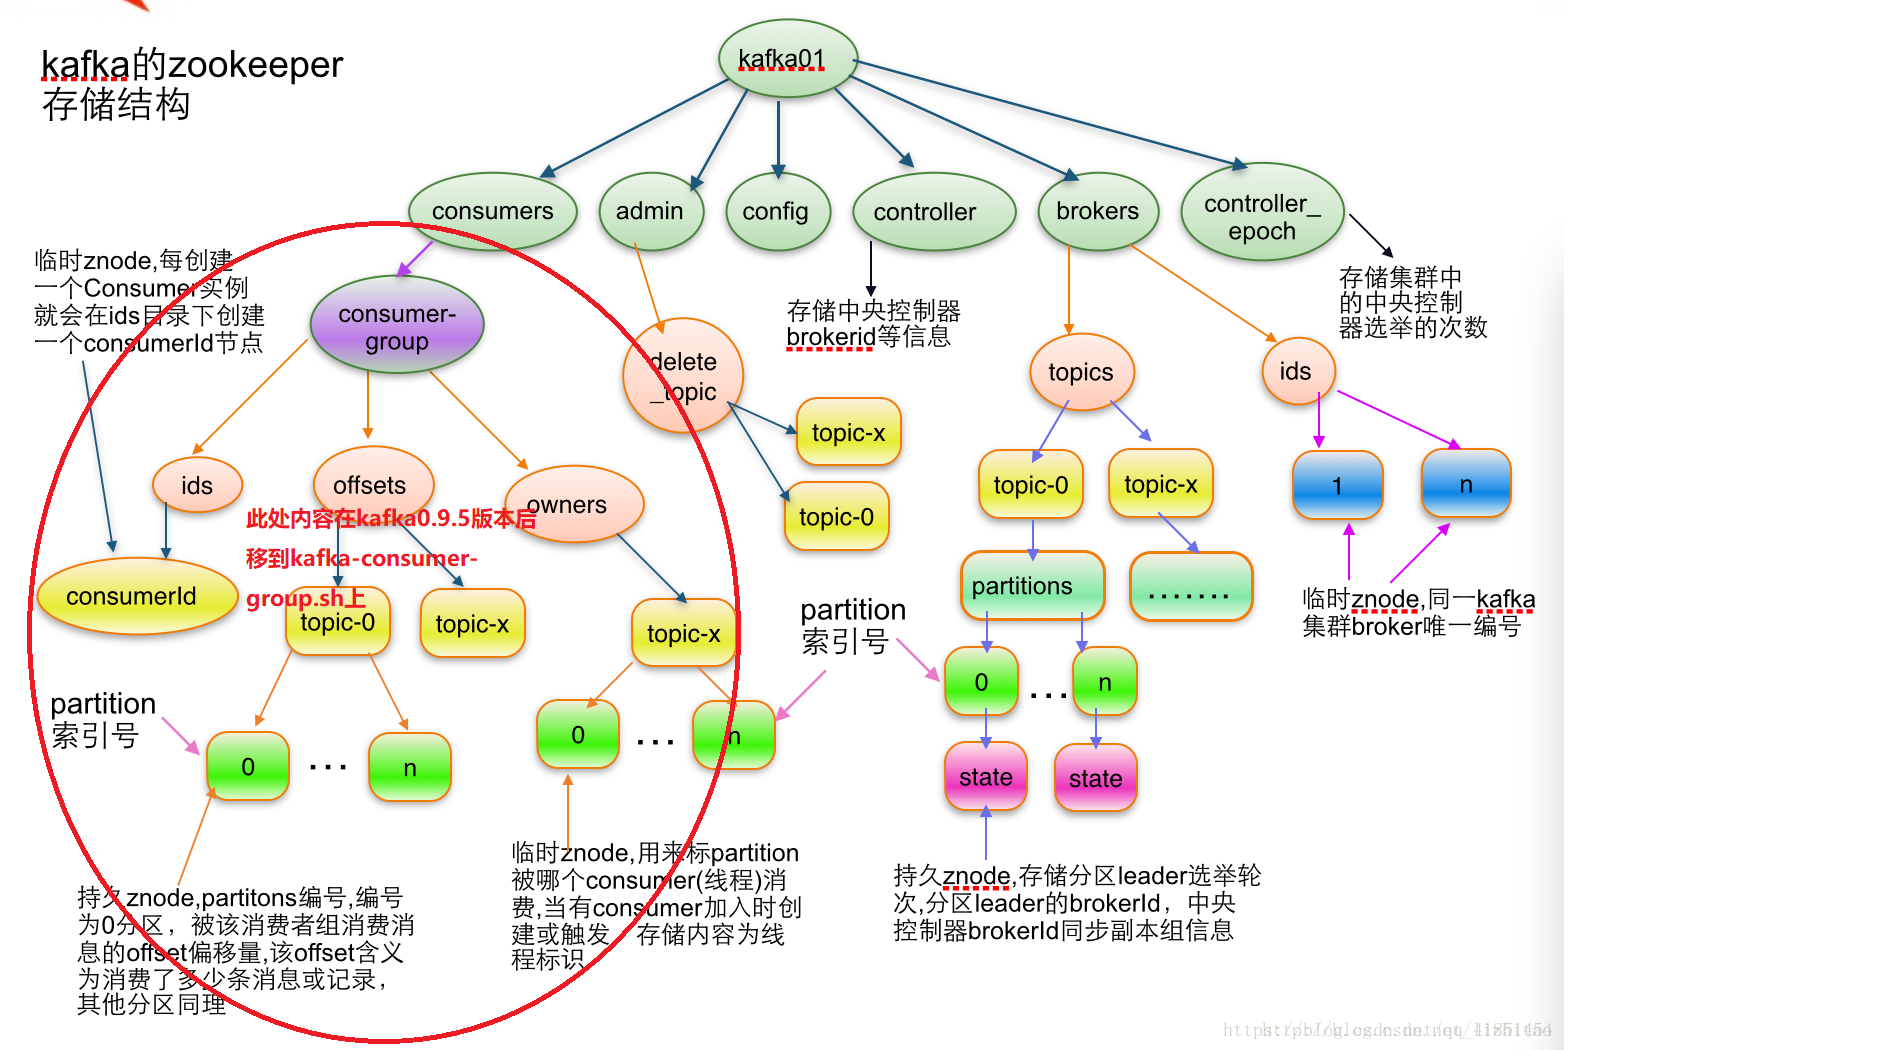 kafka的zookeeper
存储结构
kafka01
consumers
admin
config
controller
brokers
controller_
epoch
临时znode,每创建
一个Consumer实例
就会在ids目录下创建
一个consumerId节点
consumer-
group
存储中央控制器
brokerid等信息
存储集群中
的中央控制
器选举的次数
delete
_topic
topics
ids
topic-x
topic-0
topic-0
topic-x
1
n
ids
offsets
owners
此处内容在kafka0.9.5版本后
移到kafka-consumer-
group.sh上
consumerId
topic-0
topic-x
topic-x
partitions
.......
临时znode,同一kafka
集群broker唯一编号
partition
索引号
0
...
n
partition
索引号
0
...
n
0
...
n
state
state
持久znode,partitons编号,编号
为0分区，被该消费者组消费消
息的offset偏移量,该offset含义
为消费了多少条消息或记录，
其他分区同理
临时znode,用来标partition
被哪个consumer(线程)消
费,当有consumer加入时创
建或触发，存储内容为线
程标识
持久znode,存储分区leader选举轮
次,分区leader的brokerId，中央
控制器brokerId同步副本组信息